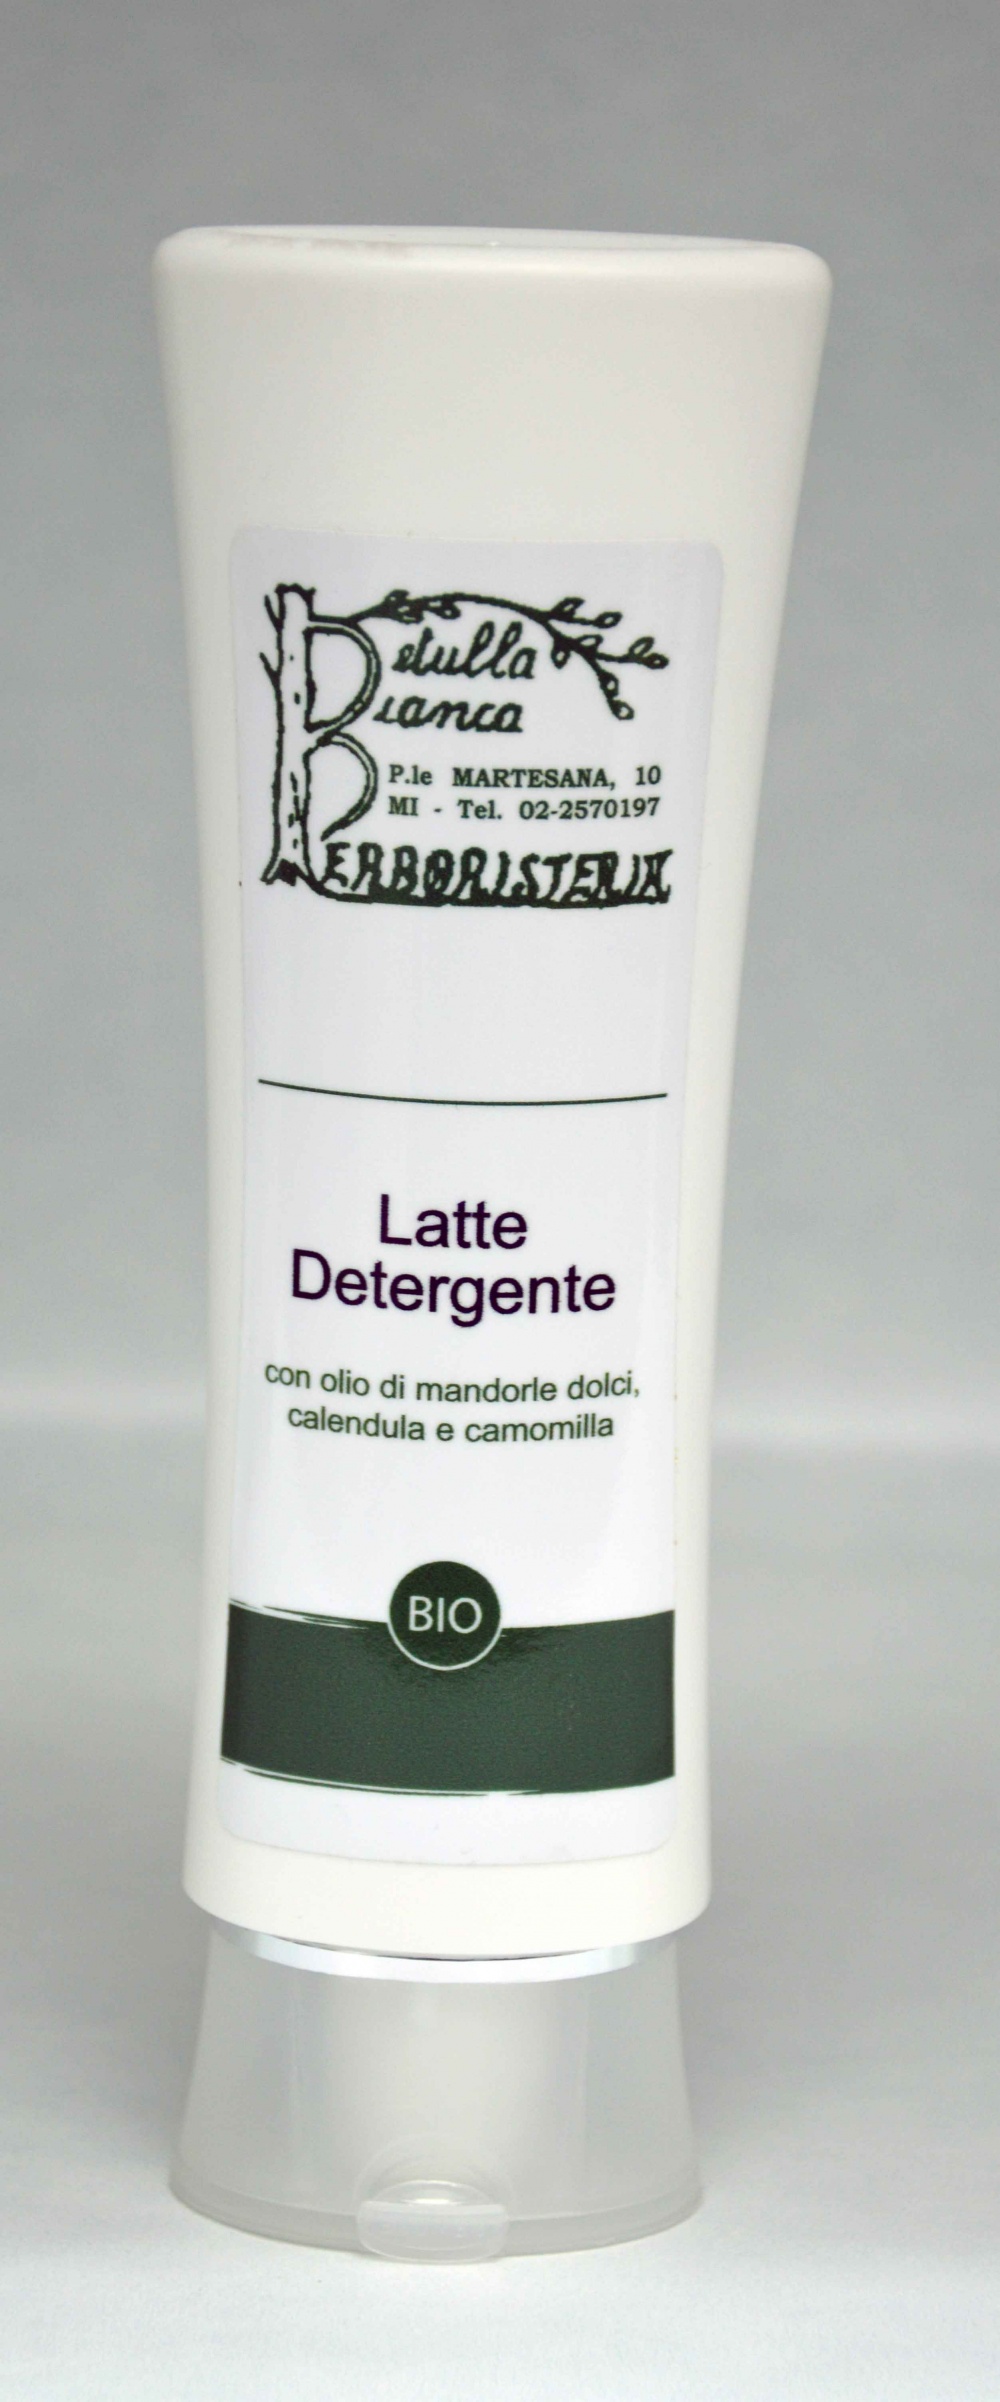 Betulla
Bianca
P.le MARTESANA, 10
MI - Tel. 02-2570197
ERBORISTERIA
Latte
Detergente
con olio di mandorle dolci,
calendula e camomilla
BIO